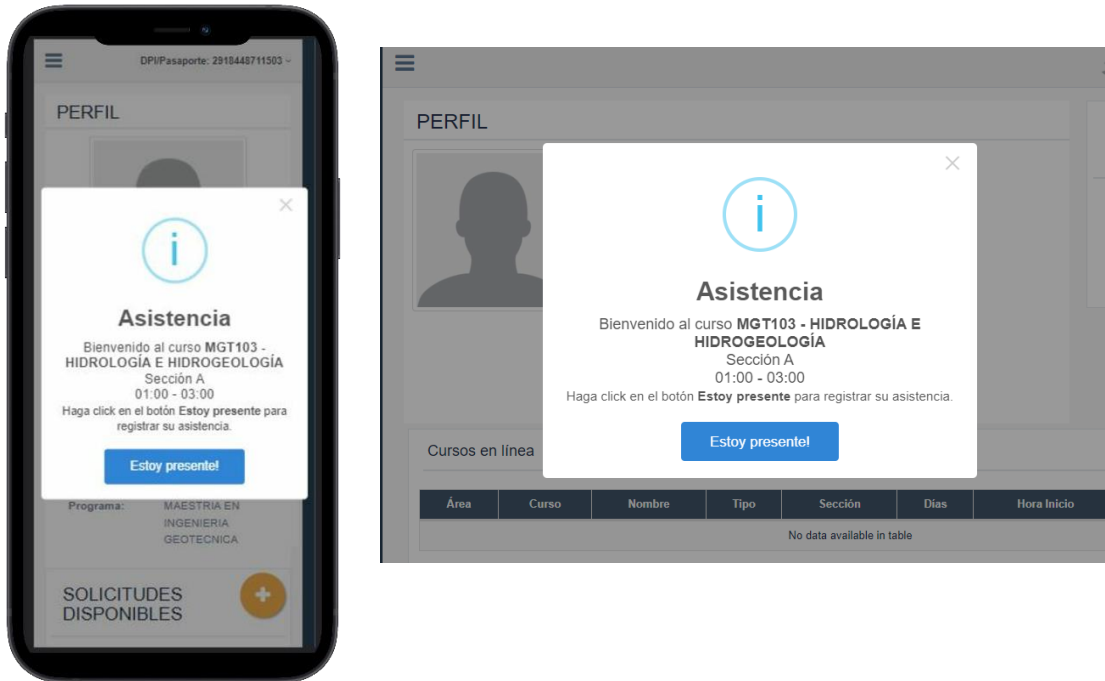 DPI/Pasaporte: 2918448711503
PERFIL
Asistencia
Bienvenido al curso MGT103 -
HIDROLOGÍA E HIDROGEOLOGÍA
Sección A
01:00 - 03:00
Haga click en el botón Estoy presente para
registrar su asistencia.
Estoy presente!
Programa: MAESTRIA EN
INGENIERIA
GEOTECNICA
SOLICITUDES
DISPONIBLES
PERFIL
Asistencia
Bienvenido al curso MGT103 - HIDROLOGÍA E
HIDROGEOLOGÍA
Sección A
01:00 - 03:00
Haga click en el botón Estoy presente para registrar su asistencia.
Estoy presente!
Cursos en línea
Área Curso Nombre Tipo Sección Dias Hora Inicio
No data available in table